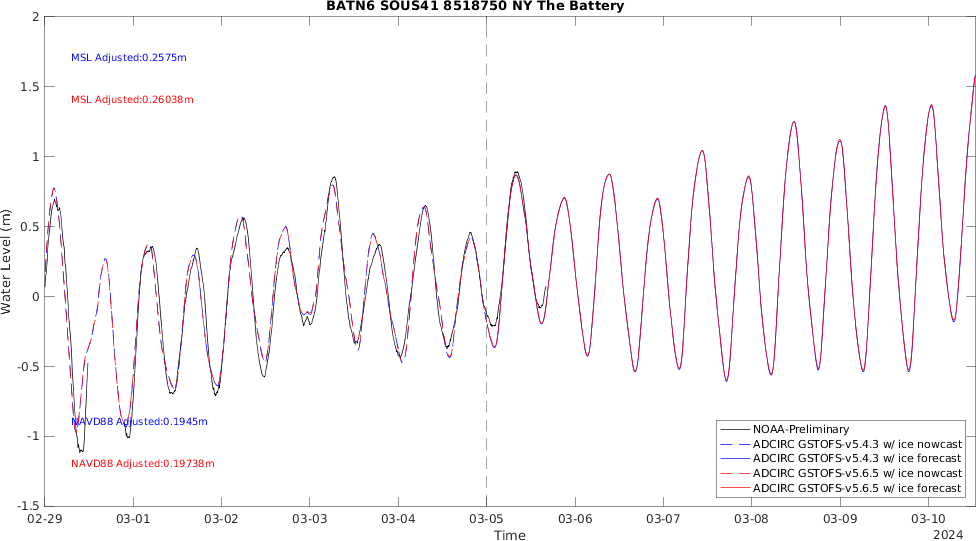 BATN6 SOUS41 8518750 NY The Battery
2
MSL Adjusted:0.2575m
1.5
MSL Adjusted:0.26038m
1
0.5
0
-0.5
-1
-1.5
Water Level (m)
NAVD88 Adjusted:0.1945m
NAVD88 Adjusted:0.19738m
NOAA-Preliminary
ADCIRC GSTOFS-v5.4.3 w/ ice nowcast
ADCIRC GSTOFS-v5.4.3 w/ ice forecast
ADCIRC GSTOFS-v5.6.5 w/ ice nowcast
ADCIRC GSTOFS-v5.6.5 w/ ice forecast
02-29 03-01 03-02 03-03 03-04 03-05 03-06 03-07 03-08 03-09 03-10
Time
2024